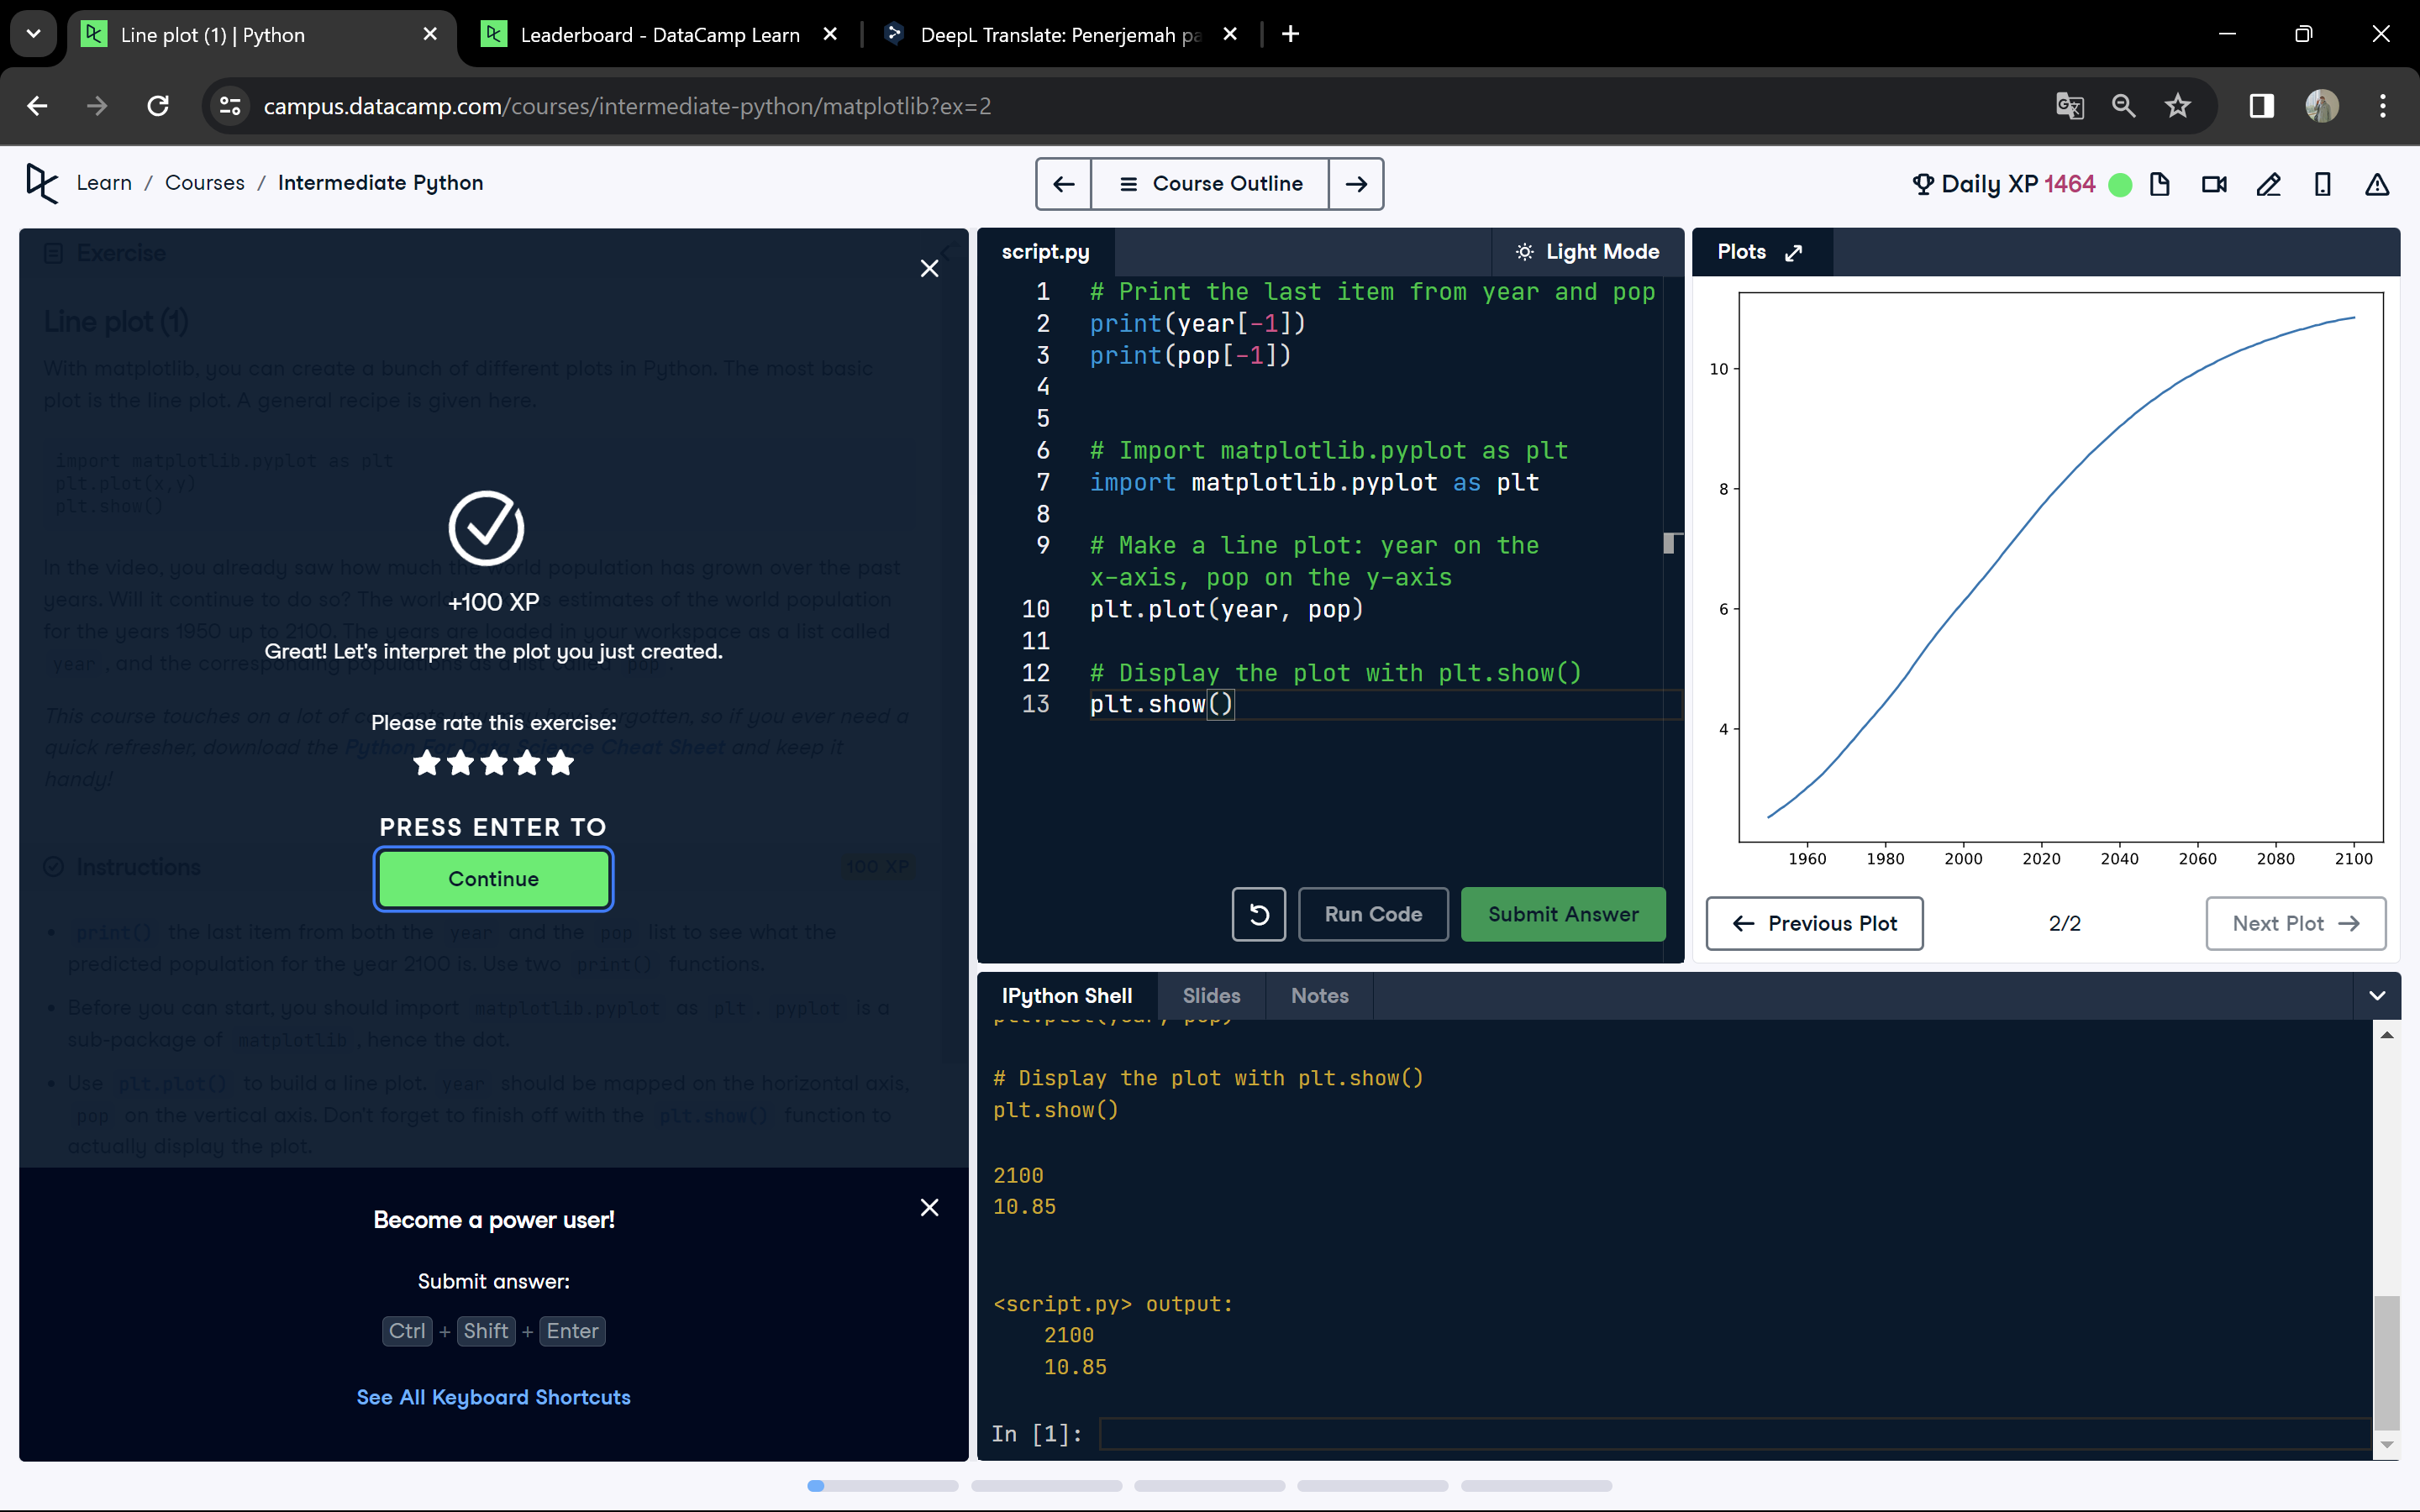 Line plot (1) | Python
Leaderboard - DataCamp Learn
DeepL Translate: Penerjemah pa
campus.datacamp.com/courses/intermediate-python/matplotlib?ex=2
Learn / Courses / Intermediate Python
Course Outline
Daily XP 1464
Exercise
Line plot (1)
With matplotlib, you can create a bunch of different plots in Python. The most basic
plot is the line plot. A general recipe is given here.
import matplotlib.pyplot as plt
plt.plot(x,y)
plt.show()
In the video, you already saw how much the world population has grown over the past
years. Will it continue to do so? The world estimates of the world population
+100 XP
for the years 1950 up to 2100. The years are loaded in your workspace as a list called
Great! Let's interpret the plot you just created.
year, and the corresponding populations as a list called pop.
This course touches on a lot of concepts you may have forgotten, so if you ever need a
Please rate this exercise:
quick refresher, download the Python For Data Science Cheat Sheet and keep it
handy!
PRESS ENTER TO
Continue
Instructions
100 XP
• print() the last item from both the year and the pop list to see what the
predicted population for the year 2100 is. Use two print() functions.
• Before you can start, you should import matplotlib.pyplot as plt. pyplot is a
sub-package of matplotlib, hence the dot.
• Use plt.plot() to build a line plot. year should be mapped on the horizontal axis,
pop on the vertical axis. Don't forget to finish off with the plt.show() function to
actually display the plot.
Become a power user!
Submit answer:
Ctrl + Shift + Enter
See All Keyboard Shortcuts
script.py
Light Mode
1 # Print the last item from year and pop
2 print(year[-1])
3 print(pop[-1])
4
5
6 # Import matplotlib.pyplot as plt
7 import matplotlib.pyplot as plt
8
9 # Make a line plot: year on the
x-axis, pop on the y-axis
10 plt.plot(year, pop)
11
12 # Display the plot with plt.show()
13 plt.show()
Run Code
Submit Answer
Plots
10
8
6
4
1960 1980 2000 2020 2040 2060 2080 2100
Previous Plot
2/2
Next Plot
IPython Shell
Slides
Notes
plt.plot(year, pop)
# Display the plot with plt.show()
plt.show()
2100
10.85
<script.py> output:
2100
10.85
In [1]: